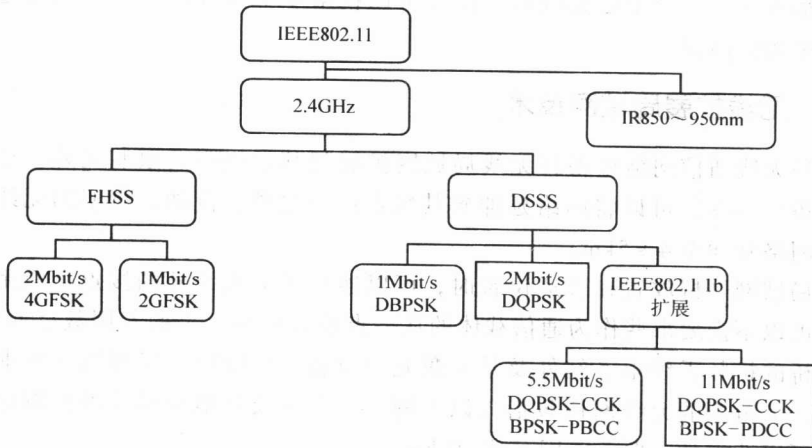 IEEE802.11
2.4GHz
IR850～950nm
FHSS
DSSS
2Mbit/s
4GFSK
1Mbit/s
2GFSK
1Mbit/s
DBPSK
2Mbit/s
DQPSK
IEEE802.11b
扩展
5.5Mbit/s
DQPSK-CCK
BPSK-PBCC
11Mbit/s
DQPSK-CCK
BPSK-PDCC